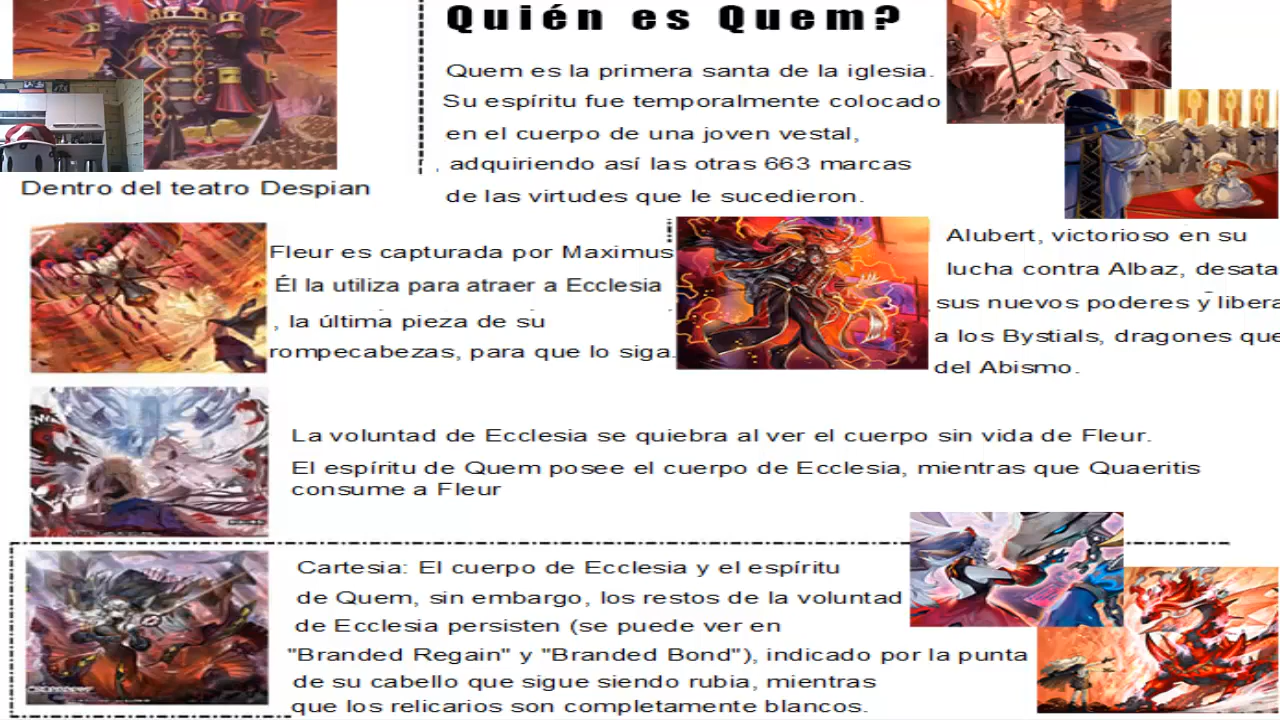 Quién es Quem?
Quem es la primera santa de la iglesia.
Su espíritu fue temporalmente colocado
en el cuerpo de una joven vestal,
, adquiriendo así las otras 663 marcas
de las virtudes que le sucedieron.
Dentro del teatro Despian
Fleur es capturada por Maximus
Él la utiliza para atraer a Ecclesia
, la última pieza de su
rompecabezas, para que lo siga.
Alubert, victorioso en su
lucha contra Albaz, desata
sus nuevos poderes y libera
a los Bystials, dragones que
del Abismo.
La voluntad de Ecclesia se quiebra al ver el cuerpo sin vida de Fleur.
El espíritu de Quem posee el cuerpo de Ecclesia, mientras que Quaeritis
consume a Fleur
Cartesia: El cuerpo de Ecclesia y el espíritu
de Quem, sin embargo, los restos de la voluntad
de Ecclesia persisten (se puede ver en
"Branded Regain" y "Branded Bond"), indicado por la punta
de su cabello que sigue siendo rubia, mientras
que los relicarios son completamente blancos.